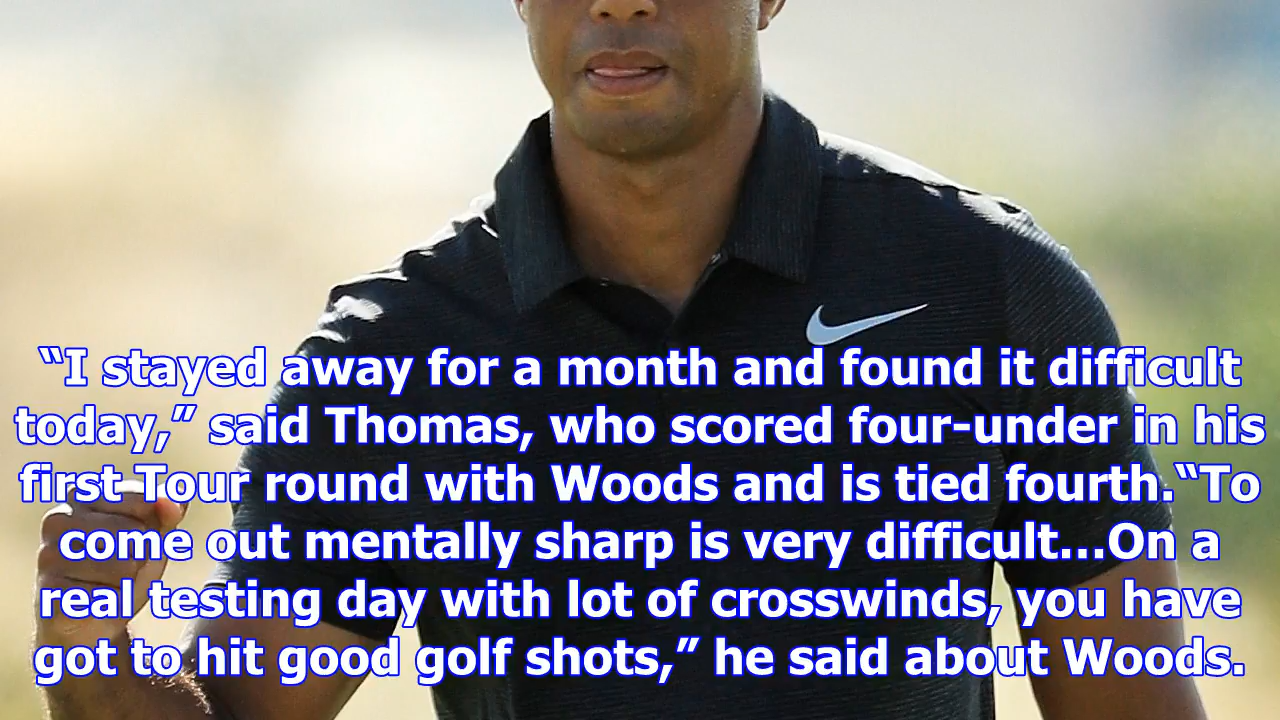 “I stayed away for a month and found it difficult
today,” said Thomas, who scored four-under in his
first Tour round with Woods and is tied fourth.“To
come out mentally sharp is very difficult...On a
real testing day with lot of crosswinds, you have
got to hit good golf shots,” he said about Woods.